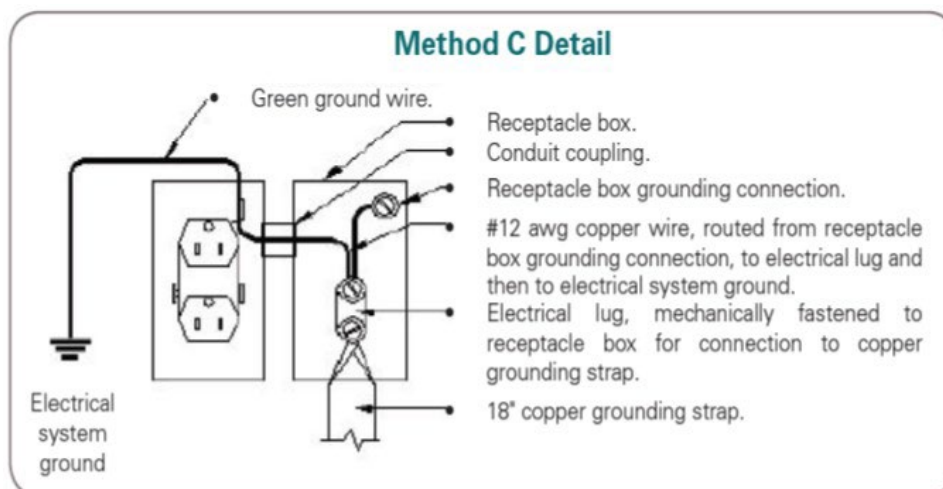 Method C Detail
Green ground wire.
Receptacle box.
Conduit coupling.
Receptacle box grounding connection.
#12 awg copper wire, routed from receptacle
box grounding connection, to electrical lug and
then to electrical system ground.
Electrical lug, mechanically fastened to
receptacle box for connection to copper
grounding strap.
18" copper grounding strap.
Electrical
system
ground